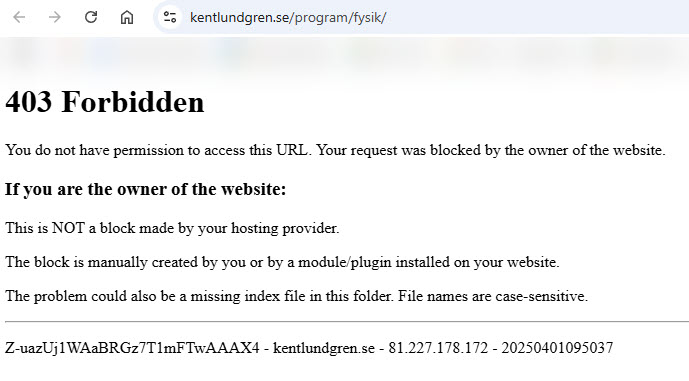 kentlundgren.se/program/fysik/
403 Forbidden
You do not have permission to access this URL. Your request was blocked by the owner of the website.
If you are the owner of the website:
This is NOT a block made by your hosting provider.
The block is manually created by you or by a module/plugin installed on your website.
The problem could also be a missing index file in this folder. File names are case-sensitive.
Z-uazUj1WAaBRGz7T1mFTwAAAX4 - kentlundgren.se - 81.227.178.172 - 20250401095037